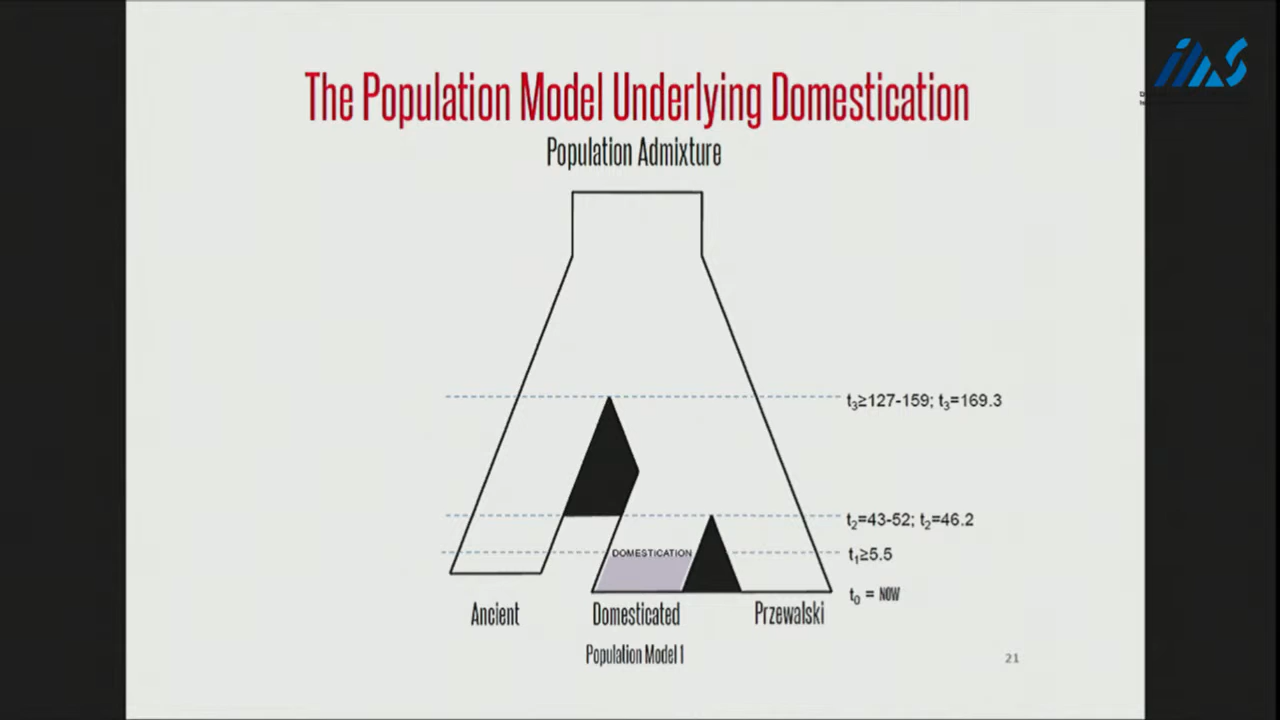 The Population Model Underlying Domestication
Population Admixture
t₃≥127-159; t₃=169.3
t₂=43-52; t₂=46.2
DOMESTICATION
t₁≥5.5
t₀ = NOW
Ancient
Domesticated
Przewalski
Population Model 1
21